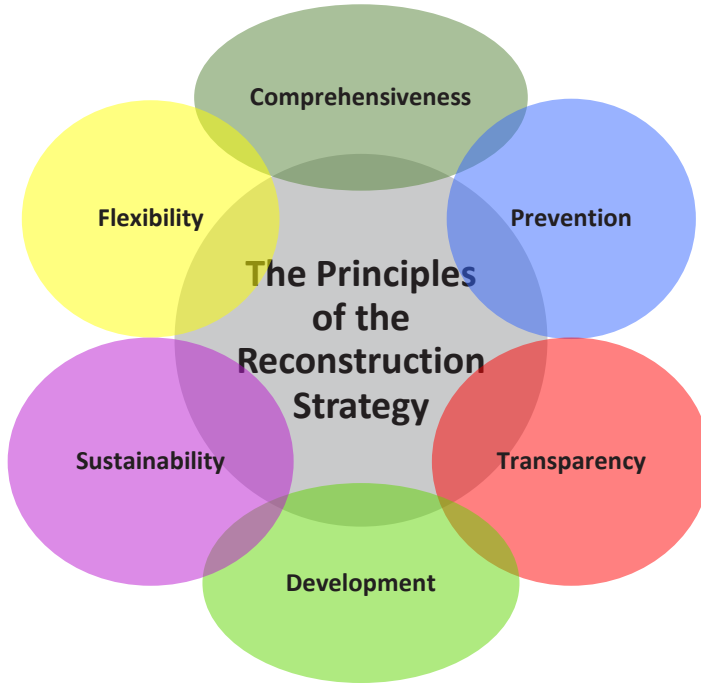 Comprehensiveness
Flexibility
Prevention
The Principles
of the
Reconstruction
Strategy
Sustainability
Transparency
Development